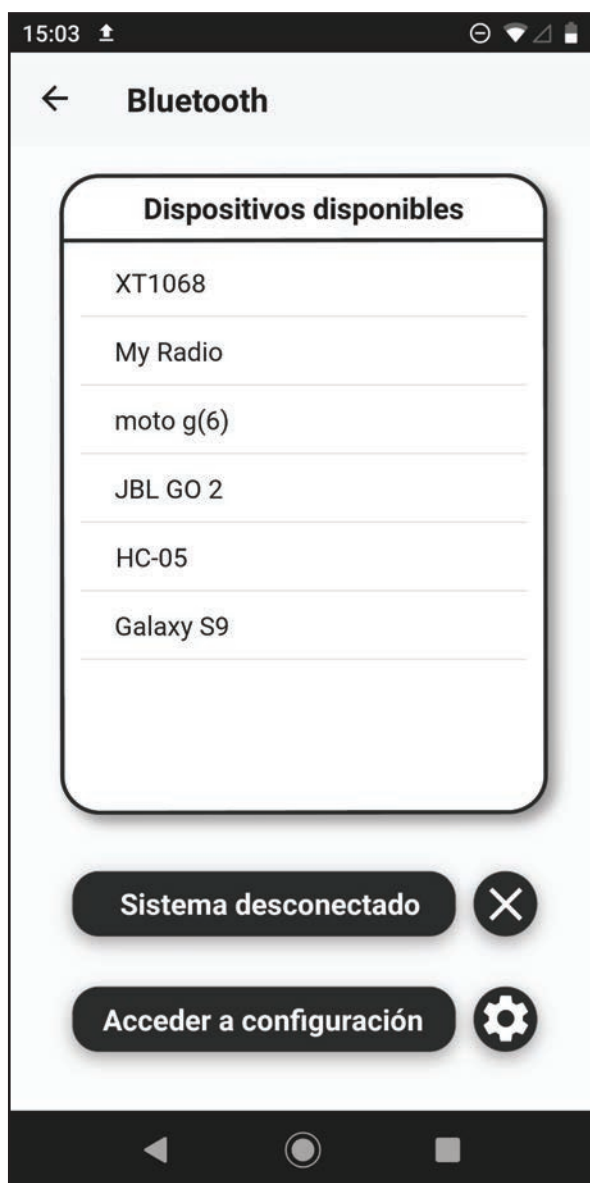 15:03
Bluetooth
Dispositivos disponibles
XT1068
My Radio
moto g(6)
JBL GO 2
HC-05
Galaxy S9
Sistema desconectado
Acceder a configuración